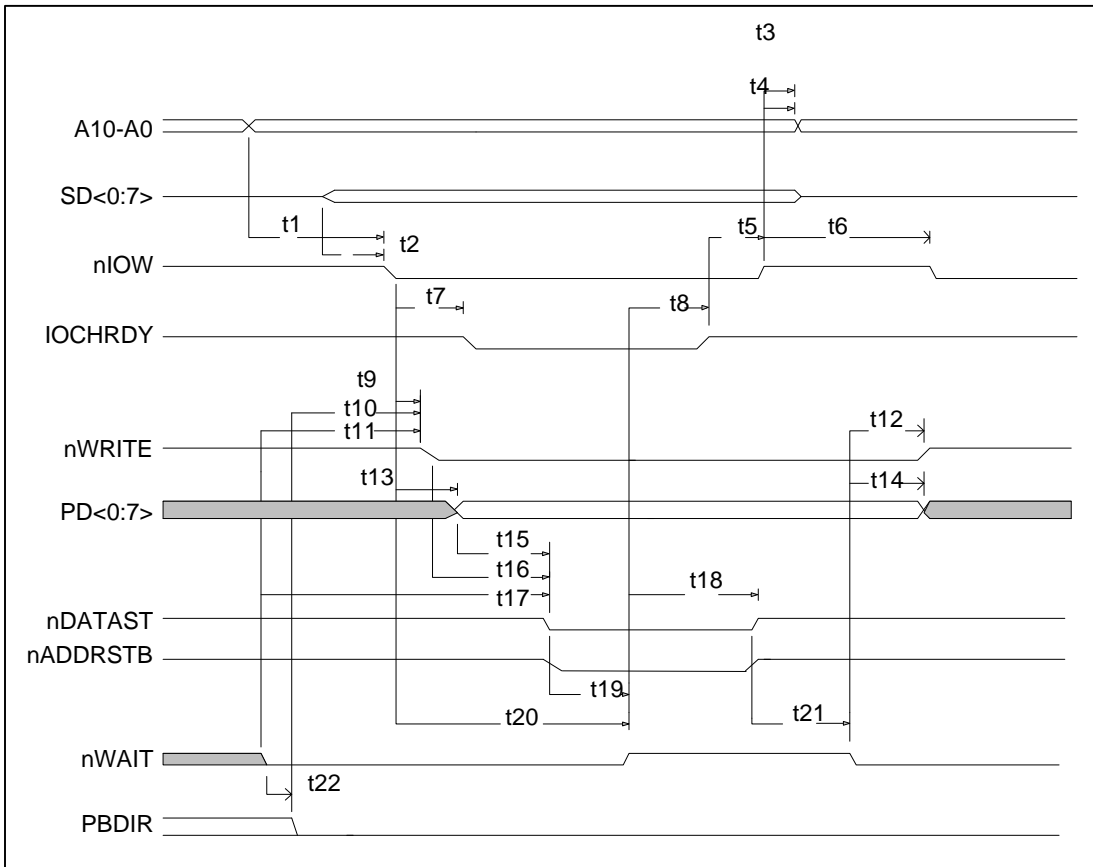 t3
t4
A10-A0
SD<0:7>
t1
t5
t6
t2
nIOW
t7
t8
IOCHRDY
t9
t10
t11
t12
nWRITE
t13
t14
PD<0:7>
t15
t16
t17
t18
nDATAST
nADDRSTB
t19
t20
t21
nWAIT
t22
PBDIR